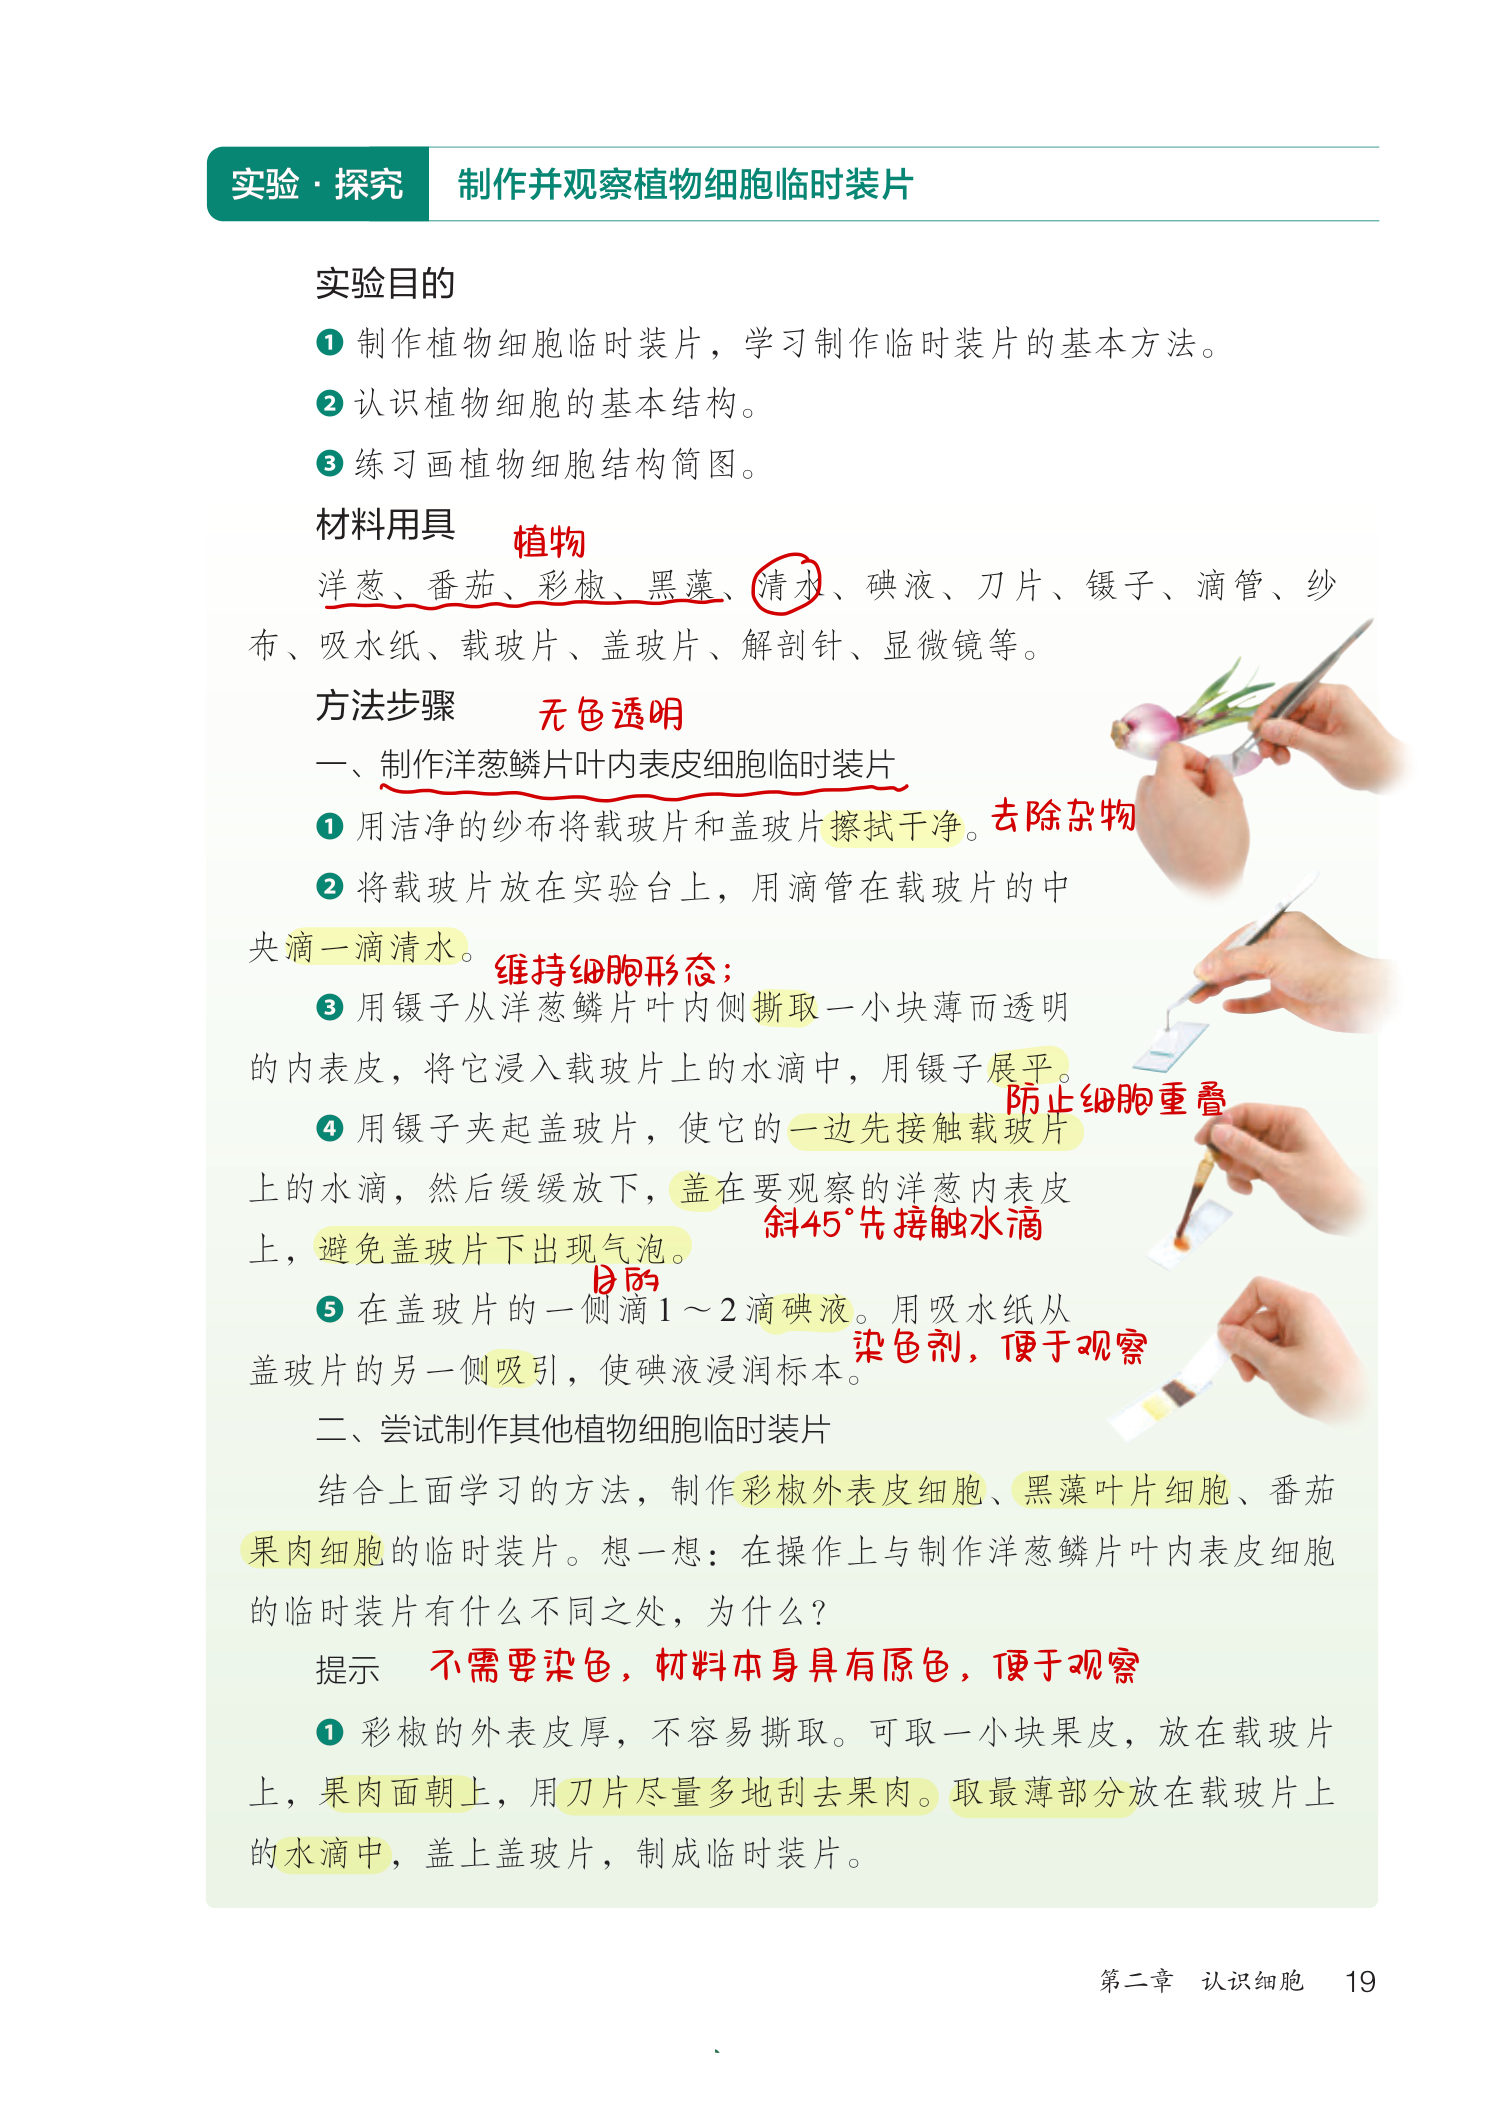 实验·探究 制作并观察植物细胞临时装片
实验目的
❶ 制作植物细胞临时装片，学习制作临时装片的基本方法。
❷ 认识植物细胞的基本结构。
❸ 练习画植物细胞结构简图。
材料用具
植物
洋葱、番茄、彩椒、黑藻、清水、碘液、刀片、镊子、滴管、纱
布、吸水纸、载玻片、盖玻片、解剖针、显微镜等。
方法步骤
无色透明
一、制作洋葱鳞片叶内表皮细胞临时装片
❶ 用洁净的纱布将载玻片和盖玻片擦拭干净。去除杂物
❷ 将载玻片放在实验台上，用滴管在载玻片的中
央滴一滴清水。
维持细胞形态；
❸ 用镊子从洋葱鳞片叶内侧撕取一小块薄而透明
的内表皮，将它浸入载玻片上的水滴中，用镊子展平。
防止细胞重叠
❹ 用镊子夹起盖玻片，使它的一边先接触载玻片
上的水滴，然后缓缓放下，盖在要观察的洋葱内表皮
斜45°先接触水滴
上，避免盖玻片下出现气泡。
目的
❺ 在盖玻片的一侧滴1～2滴碘液。用吸水纸从
染色剂，便于观察
盖玻片的另一侧吸引，使碘液浸润标本。
二、尝试制作其他植物细胞临时装片
结合上面学习的方法，制作彩椒外表皮细胞、黑藻叶片细胞、番茄
果肉细胞的临时装片。想一想：在操作上与制作洋葱鳞片叶内表皮细胞
的临时装片有什么不同之处，为什么？
提示 不需要染色，材料本身具有原色，便于观察
❶ 彩椒的外表皮厚，不容易撕取。可取一小块果皮，放在载玻片
上，果肉面朝上，用刀片尽量多地刮去果肉。取最薄部分放在载玻片上
的水滴中，盖上盖玻片，制成临时装片。
第二章 认识细胞 19